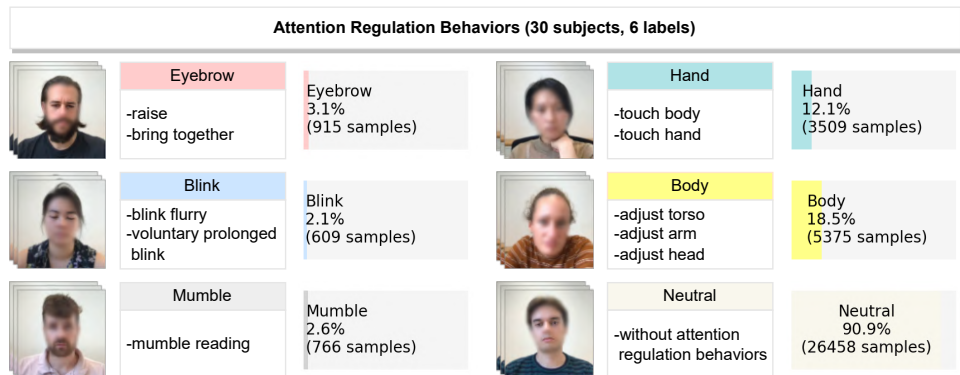 Attention Regulation Behaviors (30 subjects, 6 labels)
Eyebrow
-raise
-bring together
Eyebrow
3.1%
(915 samples)
Hand
-touch body
-touch hand
Hand
12.1%
(3509 samples)
Blink
-blink flurry
-voluntary prolonged
blink
Blink
2.1%
(609 samples)
Body
-adjust torso
-adjust arm
-adjust head
Body
18.5%
(5375 samples)
Mumble
-mumble reading
Mumble
2.6%
(766 samples)
Neutral
-without attention
regulation behaviors
Neutral
90.9%
(26458 samples)